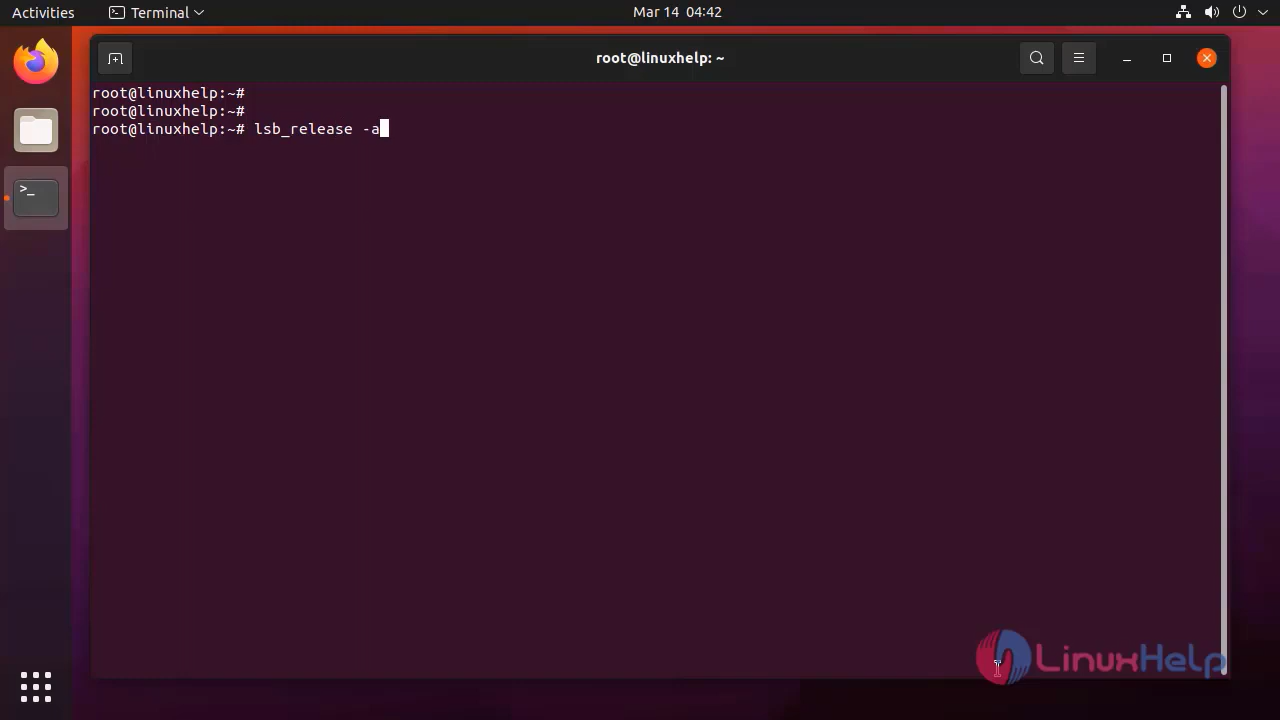 Activities Terminal Mar 14 04:42
root@linuxhelp: ~
root@linuxhelp:~#
root@linuxhelp:~#
root@linuxhelp:~# lsb_release -a
>_
LinuxHelp